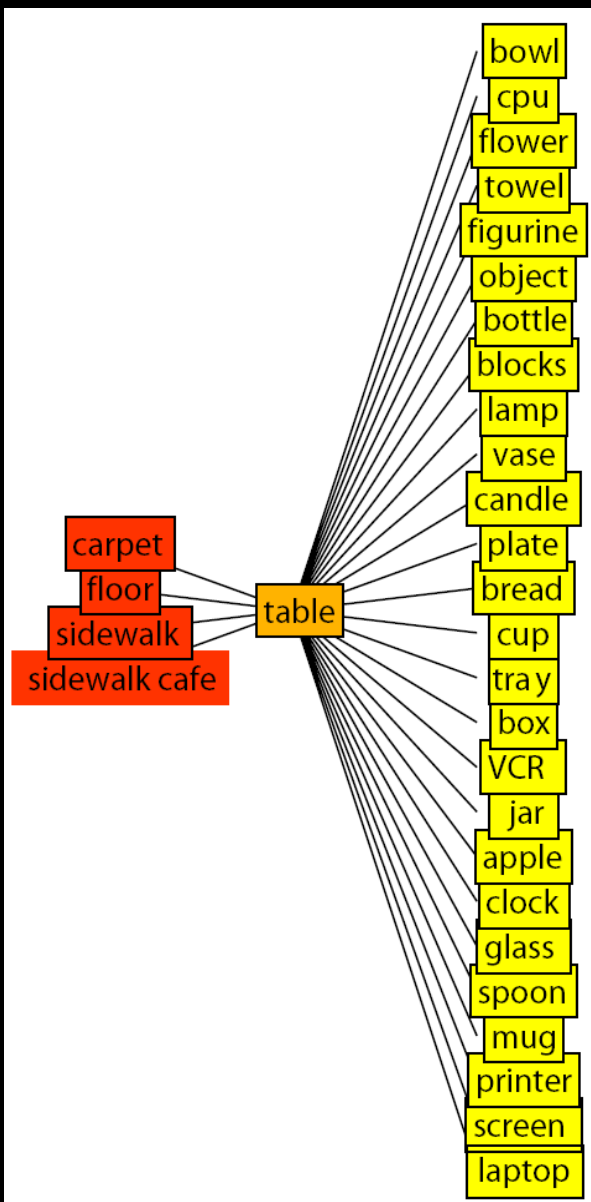 carpet
floor
sidewalk
sidewalk cafe
table
bowl
cpu
flower
towel
figurine
object
bottle
blocks
lamp
vase
candle
plate
bread
cup
tray
box
VCR
jar
apple
clock
glass
spoon
mug
printer
screen
laptop